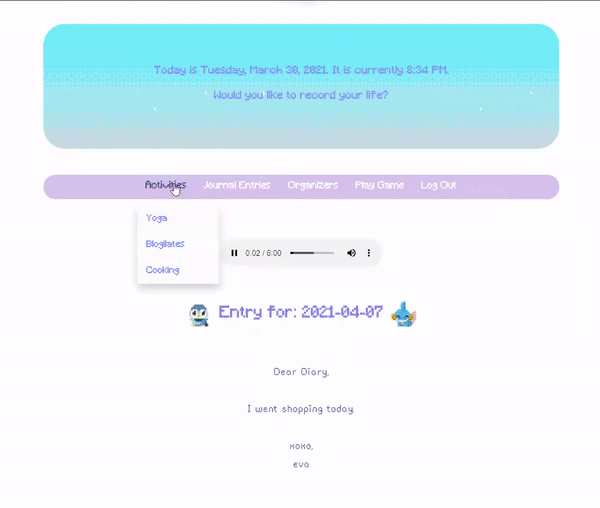 Today is Tuesday, March 30, 2021. It is currently 8:34 PM.
Would you like to record your life?
Activities Journal Entries Organizers Play Game Log Out
Yoga
Blogilates
Cooking
0:02 / 6:00
Entry for: 2021-04-07
Dear Diary,
I went shopping today.
xoxo,
eva